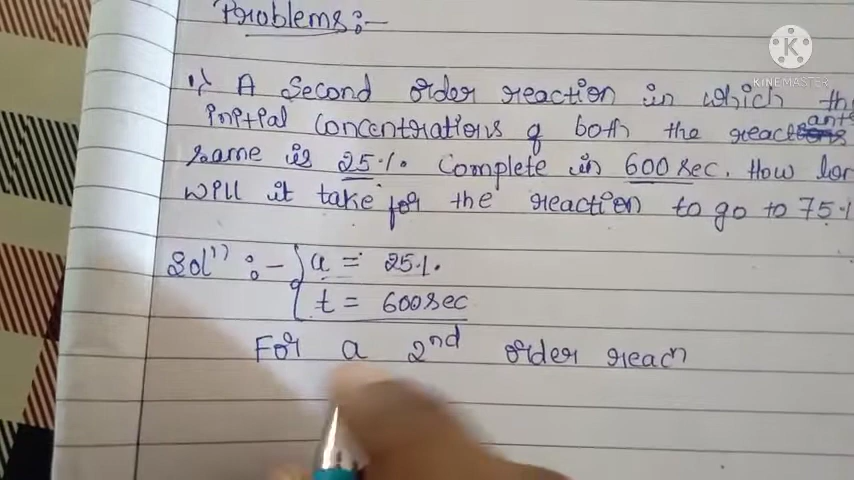 Problems:-
KINEMASTER
1) A Second order reaction in which the
initial concentrations of both the reactants
same is 25% Complete in 600 sec. How lon
will it take for the reaction to go to 75%
Solⁿ) :- a = 25%.
t = 600 sec
For a 2nd order reacn